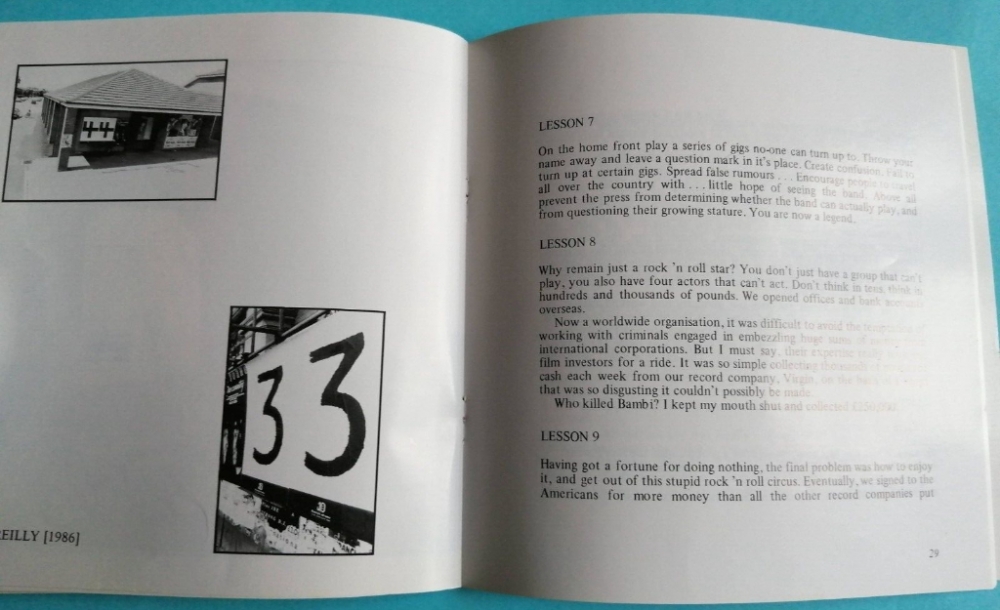 44
33
EILLY [1986]
LESSON 7
On the home front play a series of gigs no-one can turn up to. Throw your
name away and leave a question mark in it's place. Create confusion. Fail to
turn up at certain gigs. Spread false rumours . . . Encourage people to travel
all over the country with . . . little hope of seeing the band. Above all
prevent the press from determining whether the band can actually play, and
from questioning their growing stature. You are now a legend.
LESSON 8
Why remain just a rock 'n roll star? You don't just have a group that can't
play, you also have four actors that can't act. Don't think in tens, think in
hundreds and thousands of pounds. We opened offices and bank
overseas.
Now a worldwide organisation, it was difficult to avoid the
working with criminals engaged in embezzling huge sums of
international corporations. But I must say, their expertise
film investors for a ride. It was so simple collecting thousands of
cash each week from our record company, Virgin, on the
that was so disgusting it couldn't possibly be made.
Who killed Bambi? I kept my mouth shut and collected
LESSON 9
Having got a fortune for doing nothing, the final problem was how to enjoy
it, and get out of this stupid rock 'n roll circus. Eventually, we signed to the
Americans for more money than all the other record companies put
29